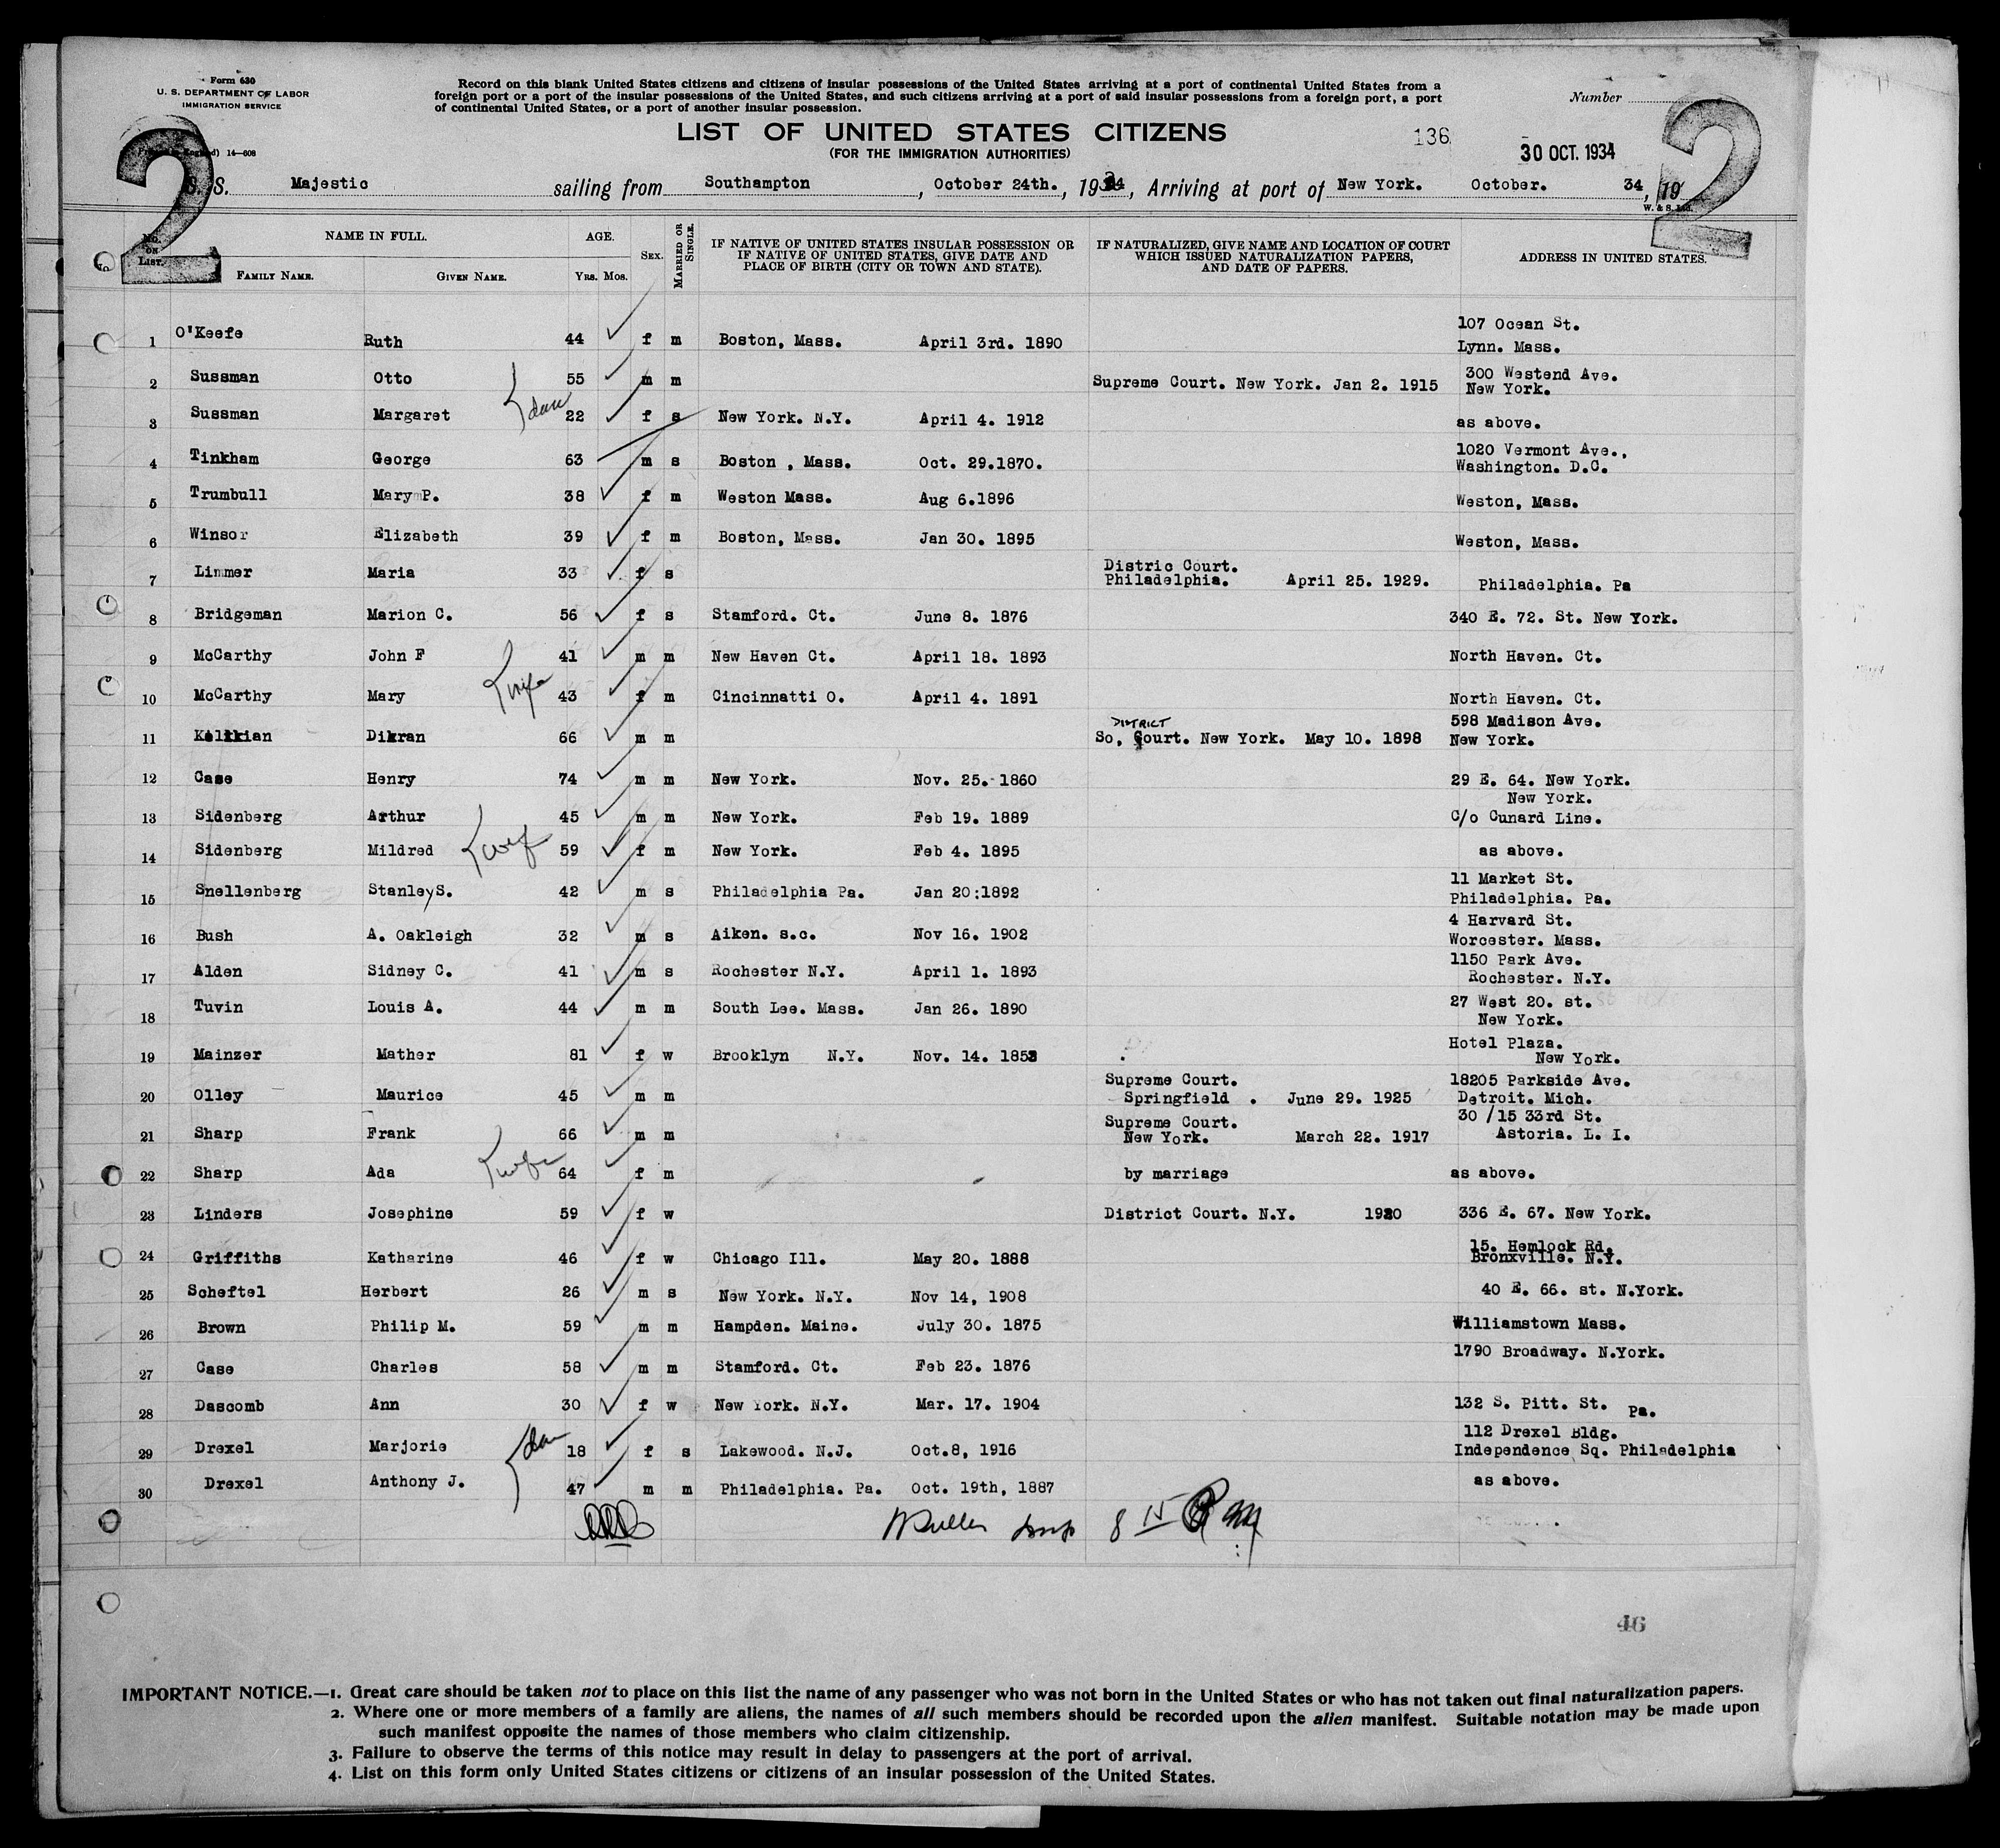 Form 630
U. S. DEPARTMENT OF LABOR
IMMIGRATION SERVICE
Record on this blank United States citizens and citizens of insular possessions of the United States arriving at a port of continental United States from a
foreign port or a port of the insular possessions of the United States, and such citizens arriving at a port of said insular possessions from a foreign port, a port
of continental United States, or a port of another insular possession.
Number
2
2
14—608
LIST OF UNITED STATES CITIZENS
(FOR THE IMMIGRATION AUTHORITIES)
136
30 OCT. 1934
S. S. Majestic sailing from Southampton, October 24th., 1934, Arriving at port of New York. October. 34, 19
W. & S. Ltd.
No. on List. NAME IN FULL. AGE. Sex. Married or Single. IF NATIVE OF UNITED STATES INSULAR POSSESSION OR IF NATIVE OF UNITED STATES, GIVE DATE AND PLACE OF BIRTH (CITY OR TOWN AND STATE). IF NATURALIZED, GIVE NAME AND LOCATION OF COURT WHICH ISSUED NATURALIZATION PAPERS, AND DATE OF PAPERS. ADDRESS IN UNITED STATES.
Family Name. Given Name. Yrs. Mos.
1 O'Keefe Ruth 44 f m Boston, Mass. April 3rd. 1890 107 Ocean St. Lynn. Mass.
2 Sussman Otto 55 m m Supreme Court. New York. Jan 2. 1915 300 Westend Ave. New York.
3 Sussman Margaret dau 22 f s New York. N.Y. April 4. 1912 as above.
4 Tinkham George 63 m s Boston , Mass. Oct. 29.1870. 1020 Vermont Ave., Washington. D.C.
5 Trumbull Mary P. 38 f m Weston Mass. Aug 6.1896 Weston, Mass.
6 Winsor Elizabeth 39 f m Boston, Mass. Jan 30. 1895 Weston, Mass.
7 Limmer Maria 33 f s Distric Court. Philadelphia. April 25. 1929. Philadelphia. Pa
8 Bridgeman Marion C. 56 f s Stamford. Ct. June 8. 1876 340 E. 72. St. New York.
9 McCarthy John F 41 m m New Haven Ct. April 18. 1893 North Haven. Ct.
10 McCarthy Mary wife 43 f m Cincinnatti O. April 4. 1891 North Haven. Ct.
11 Kelikian Dikran 66 m m So, DISTRICT Court. New York. May 10. 1898 598 Madison Ave. New York.
12 Case Henry 74 m m New York. Nov. 25. 1860 29 E. 64. New York. New York.
13 Sidenberg Arthur 45 m m New York. Feb 19. 1889 C/o Cunard Line.
14 Sidenberg Mildred wife 59 f m New York. Feb 4. 1895 as above.
15 Snellenberg Stanley S. 42 m s Philadelphia Pa. Jan 20:1892 11 Market St. Philadelphia. Pa.
16 Bush A. Oakleigh 32 m s Aiken. s.c. Nov 16. 1902 4 Harvard St. Worcester. Mass.
17 Alden Sidney C. 41 m s Rochester N.Y. April 1. 1893 1150 Park Ave. Rochester. N.Y.
18 Tuvin Louis A. 44 m m South Lee. Mass. Jan 26. 1890 27 West 20. st. New York.
19 Mainzer Mather 81 f w Brooklyn N.Y. Nov. 14. 1853 Hotel Plaza. New York.
20 Olley Maurice 45 m m Supreme Court. Springfield . June 29. 1925 18205 Parkside Ave. Detroit. Mich.
21 Sharp Frank 66 m m Supreme Court. New York. March 22. 1917 30/15 33rd St. Astoria. L. I.
22 Sharp Ada wife 64 f m by marriage as above.
23 Linders Josephine 59 f w District Court. N.Y. 1920 336 E. 67. New York.
24 Griffiths Katharine 46 f w Chicago Ill. May 20. 1888 15. Hemlock Rd. Bronxville. N.Y.
25 Scheftel Herbert 26 m s New York. N.Y. Nov 14, 1908 40 E. 66. st. N.York.
26 Brown Philip M. 59 m m Hampden. Maine. July 30. 1875 Williamstown Mass.
27 Case Charles 58 m m Stamford. Ct. Feb 23. 1876 1790 Broadway. N.York.
28 Dascomb Ann 30 f w New York. N.Y. Mar. 17. 1904 132 S. Pitt. St. Pa.
29 Drexel Marjorie dau 18 f s Lakewood. N.J. Oct.8, 1916 112 Drexel Bldg. Independence Sq. Philadelphia
30 Drexel Anthony J. 47 m m Philadelphia. Pa. Oct. 19th, 1887 as above.
8 15 PM
46
IMPORTANT NOTICE.—1. Great care should be taken not to place on this list the name of any passenger who was not born in the United States or who has not taken out final naturalization papers.
2. Where one or more members of a family are aliens, the names of all such members should be recorded upon the alien manifest. Suitable notation may be made upon
such manifest opposite the names of those members who claim citizenship.
3. Failure to observe the terms of this notice may result in delay to passengers at the port of arrival.
4. List on this form only United States citizens or citizens of an insular possession of the United States.